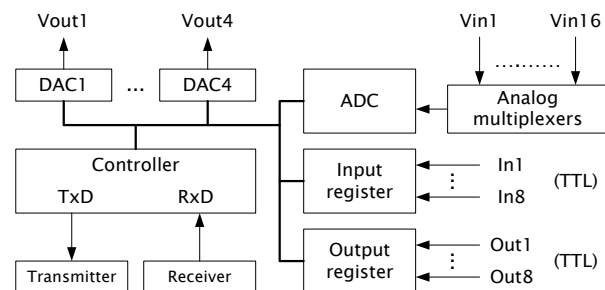 Vout1 Vout4 Vin1 Vin16
DAC1 ... DAC4 ADC Analog
multiplexers
Controller
TxD RxD
Input
register
In1
In8
(TTL)
Output
register
Out1
Out8
(TTL)
Transmitter Receiver